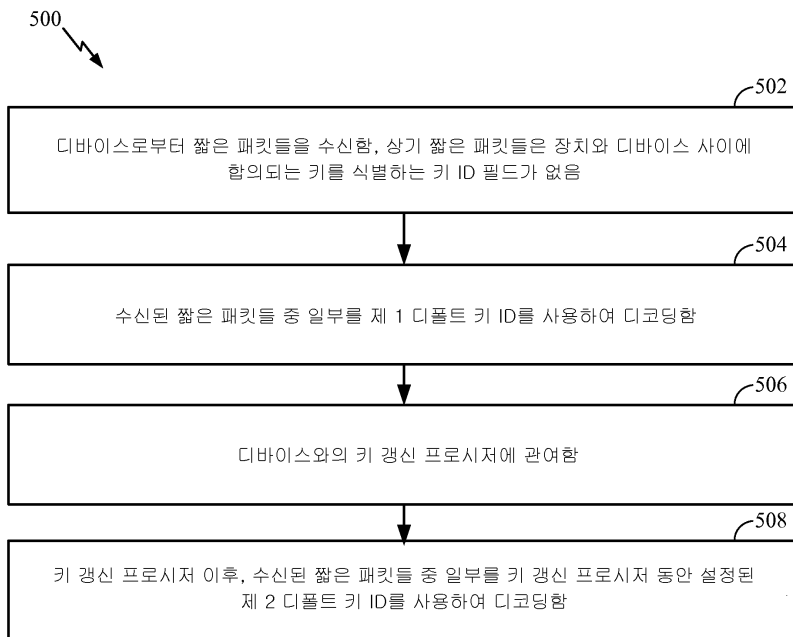 500
502
디바이스로부터 짧은 패킷들을 수신함, 상기 짧은 패킷들은 장치와 디바이스 사이에
합의되는 키를 식별하는 키 ID 필드가 없음
504
수신된 짧은 패킷들 중 일부를 제 1 디폴트 키 ID를 사용하여 디코딩함
506
디바이스와의 키 갱신 프로시저에 관여함
508
키 갱신 프로시저 이후, 수신된 짧은 패킷들 중 일부를 키 갱신 프로시저 동안 설정된
제 2 디폴트 키 ID를 사용하여 디코딩함